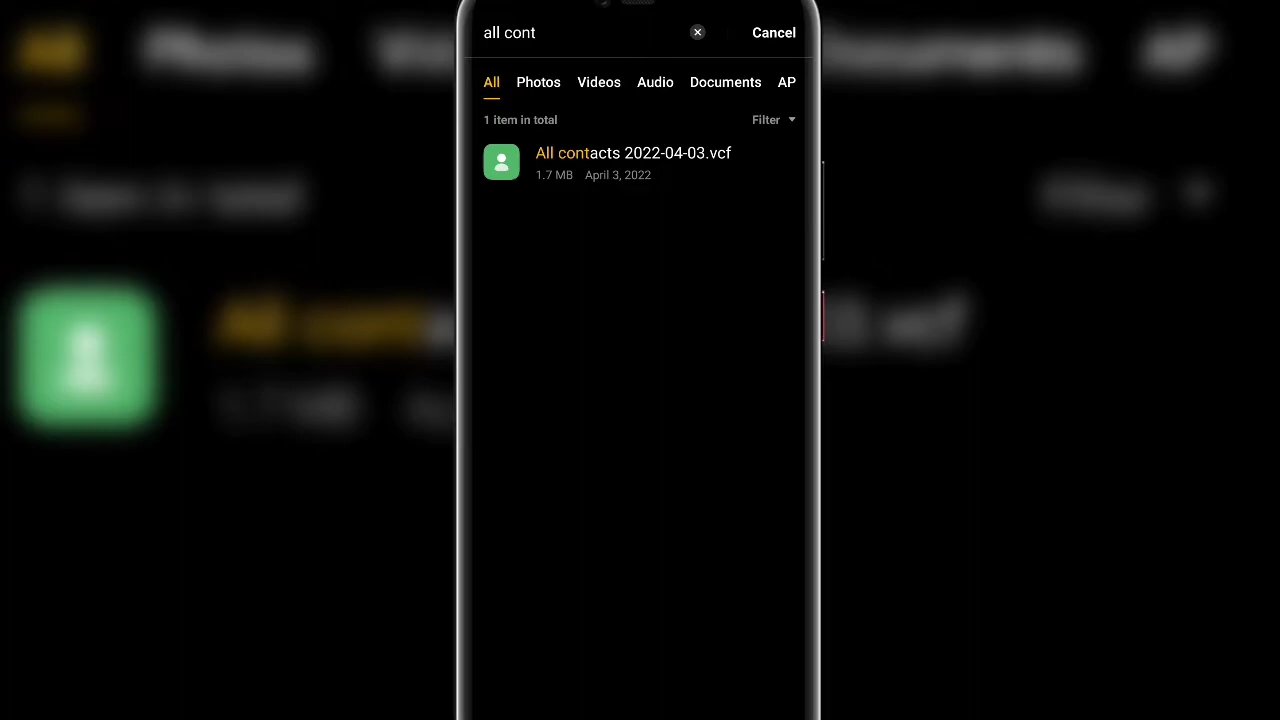 all cont Cancel
All Photos Videos Audio Documents AP
1 item in total Filter
All contacts 2022-04-03.vcf
1.7 MB April 3, 2022